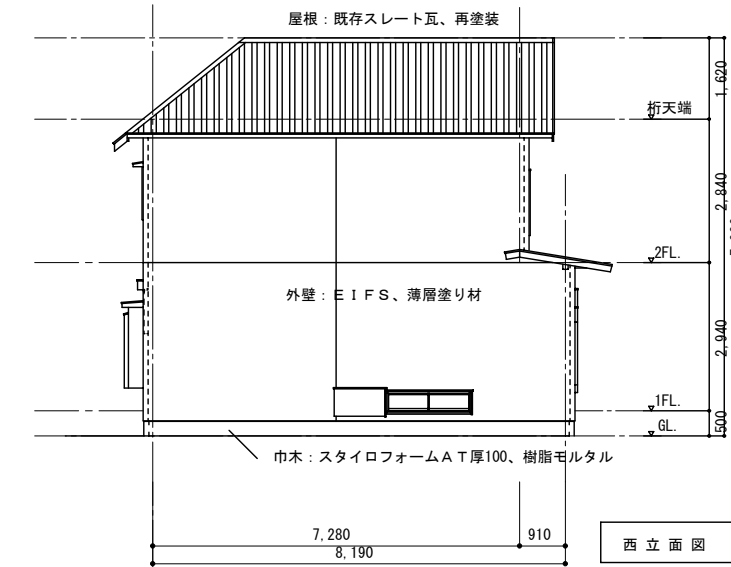 屋根：既存スレート瓦、再塗装
1,620
桁天端
2,840
2FL.
外壁：ＥＩＦＳ、薄層塗り材
2,940
1FL.
500
GL.
巾木：スタイロフォームＡＴ厚100、樹脂モルタル
7,280
910
8,190
西立面図